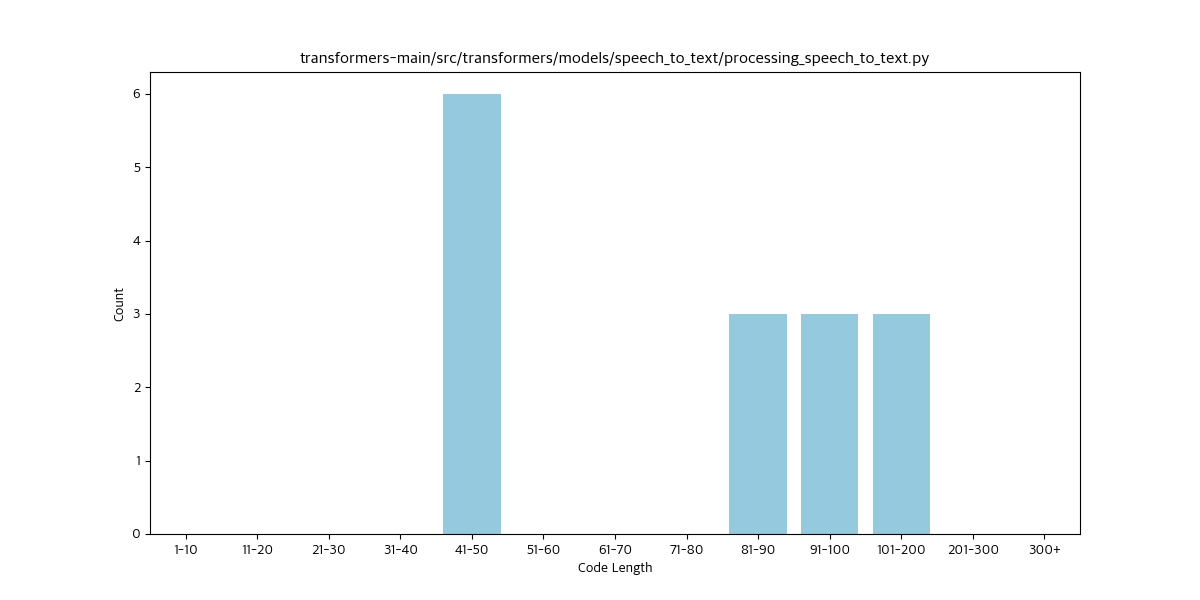 transformers-main/src/transformers/models/speech_to_text/processing_speech_to_text.py
6
5
4
3
2
1
0
Count
1-10 11-20 21-30 31-40 41-50 51-60 61-70 71-80 81-90 91-100 101-200 201-300 300+
Code Length